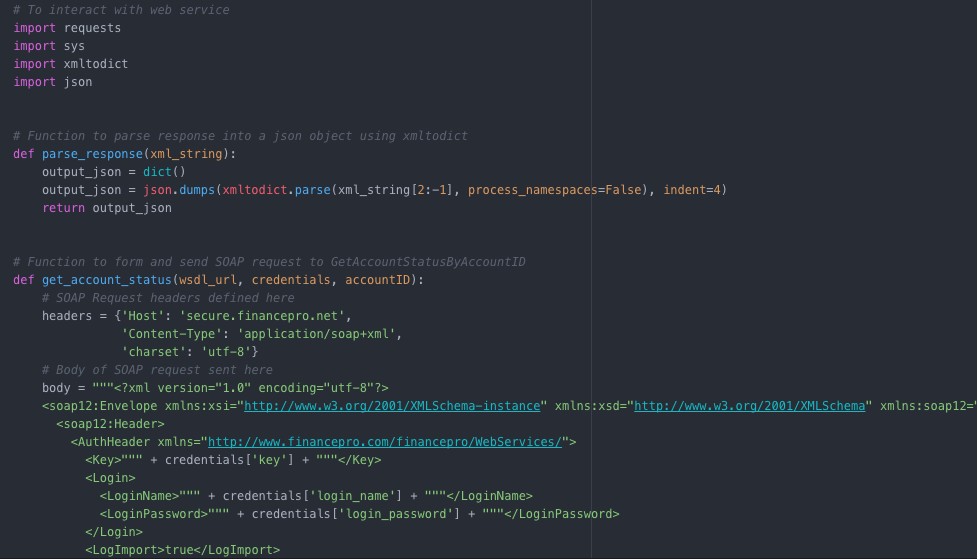 # To interact with web service
import requests
import sys
import xmltodict
import json
# Function to parse response into a json object using xmltodict
def parse_response(xml_string):
    output_json = dict()
    output_json = json.dumps(xmltodict.parse(xml_string[2:-1], process_namespaces=False), indent=4)
    return output_json
# Function to form and send SOAP request to GetAccountStatusByAccountID
def get_account_status(wsdl_url, credentials, accountID):
    # SOAP Request headers defined here
    headers = {'Host': 'secure.financepro.net',
               'Content-Type': 'application/soap+xml',
               'charset': 'utf-8'}
    # Body of SOAP request sent here
    body = """<?xml version="1.0" encoding="utf-8"?>
    <soap12:Envelope xmlns:xsi="http://www.w3.org/2001/XMLSchema-instance" xmlns:xsd="http://www.w3.org/2001/XMLSchema" xmlns:soap12="
      <soap12:Header>
        <AuthHeader xmlns="http://www.financepro.com/financepro/WebServices/">
          <Key>""" + credentials['key'] + """</Key>
          <Login>
            <LoginName>""" + credentials['login_name'] + """</LoginName>
            <LoginPassword>""" + credentials['login_password'] + """</LoginPassword>
          </Login>
          <LogImport>true</LogImport>